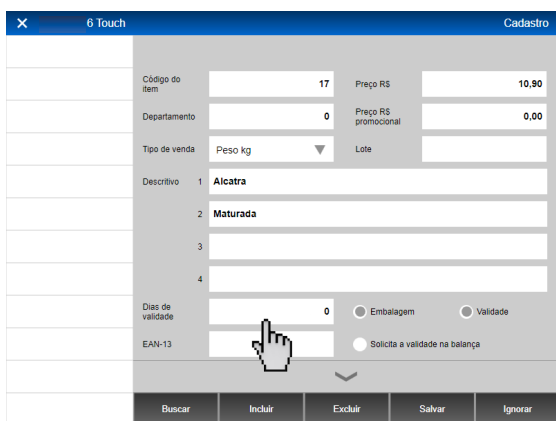 6 Touch Cadastro
Código do item 17 Preço R$ 10,90
Departamento 0 Preço R$ promocional 0,00
Tipo de venda Peso kg Lote
Descritivo 1 Alcatra
2 Maturada
3
4
Dias de validade 0 Embalagem Validade
EAN-13 Solicita a validade na balança
Buscar Incluir Excluir Salvar Ignorar